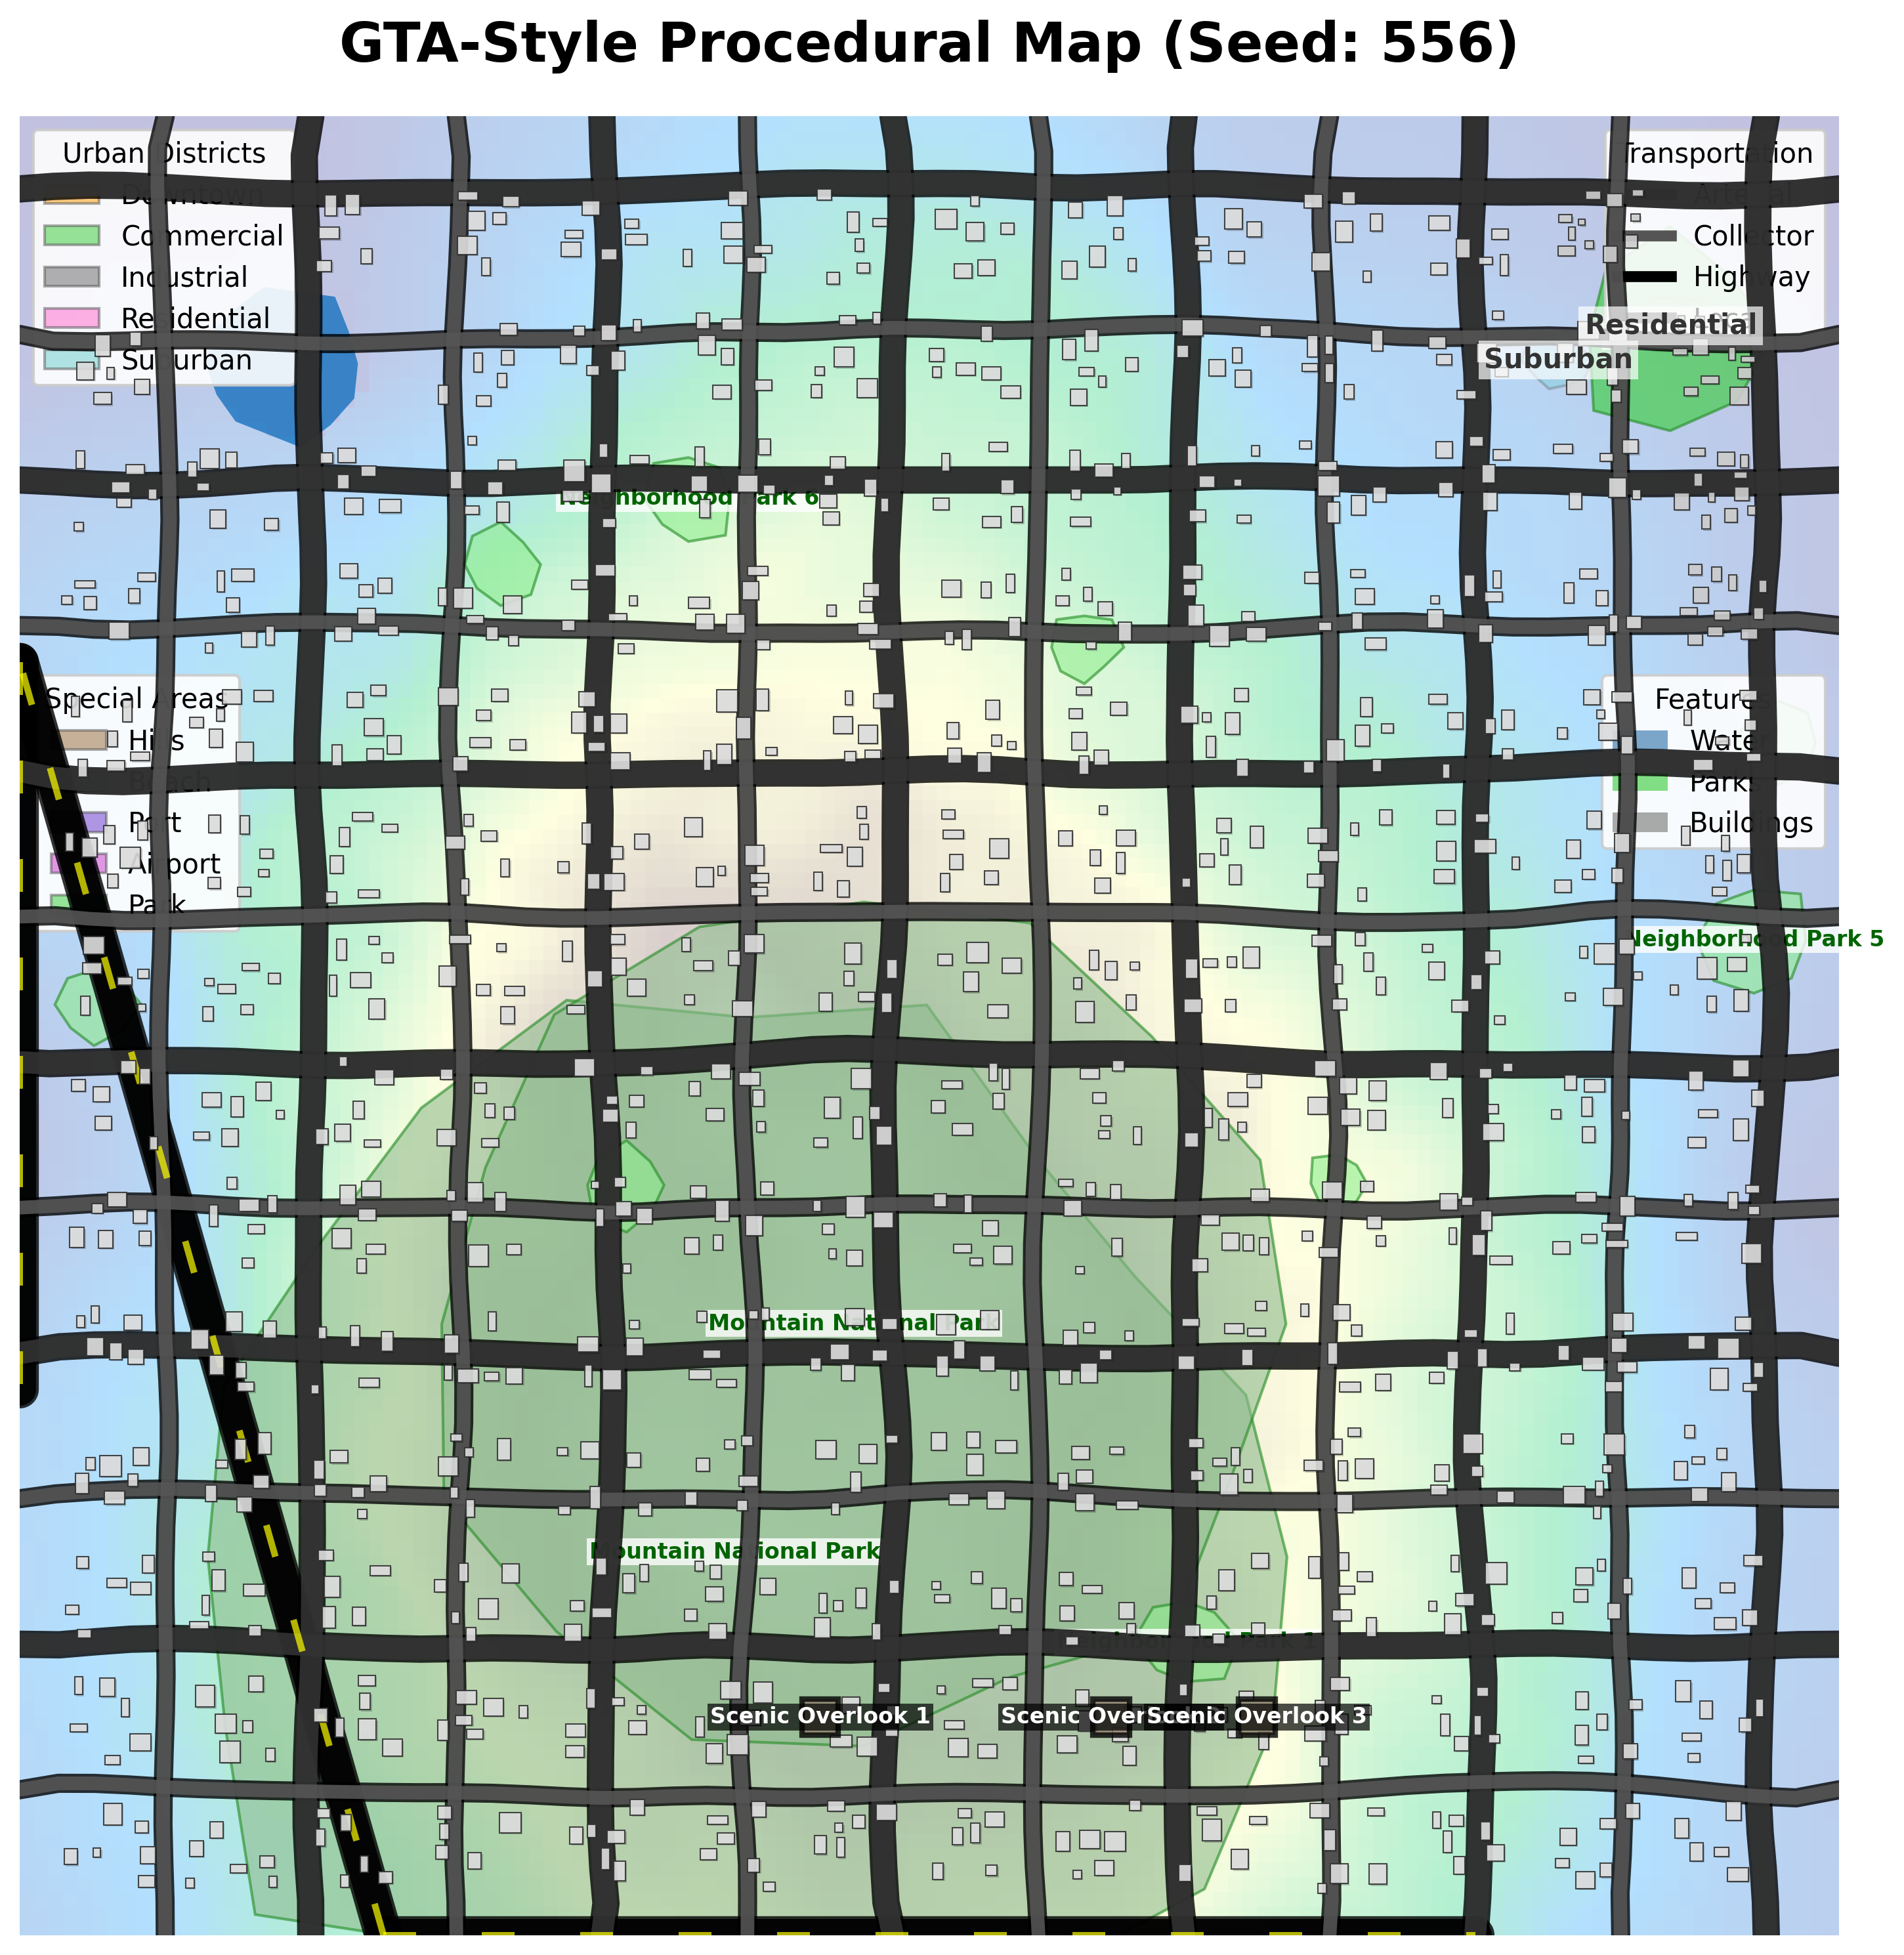 GTA-Style Procedural Map (Seed: 556)
Urban Districts
Downtown
Commercial
Industrial
Residential
Suburban
Transportation
Arterial
Collector
Highway
Local
Residential
Suburban
Neighborhood Park 6
Special Areas
Hills
Beach
Port
Airport
Park
Features
Water
Parks
Buildings
Neighborhood Park 5
Mountain National Park
Mountain National Park
Neighborhood Park 1
Scenic Overlook 1
Scenic
Scenic Overlook 3